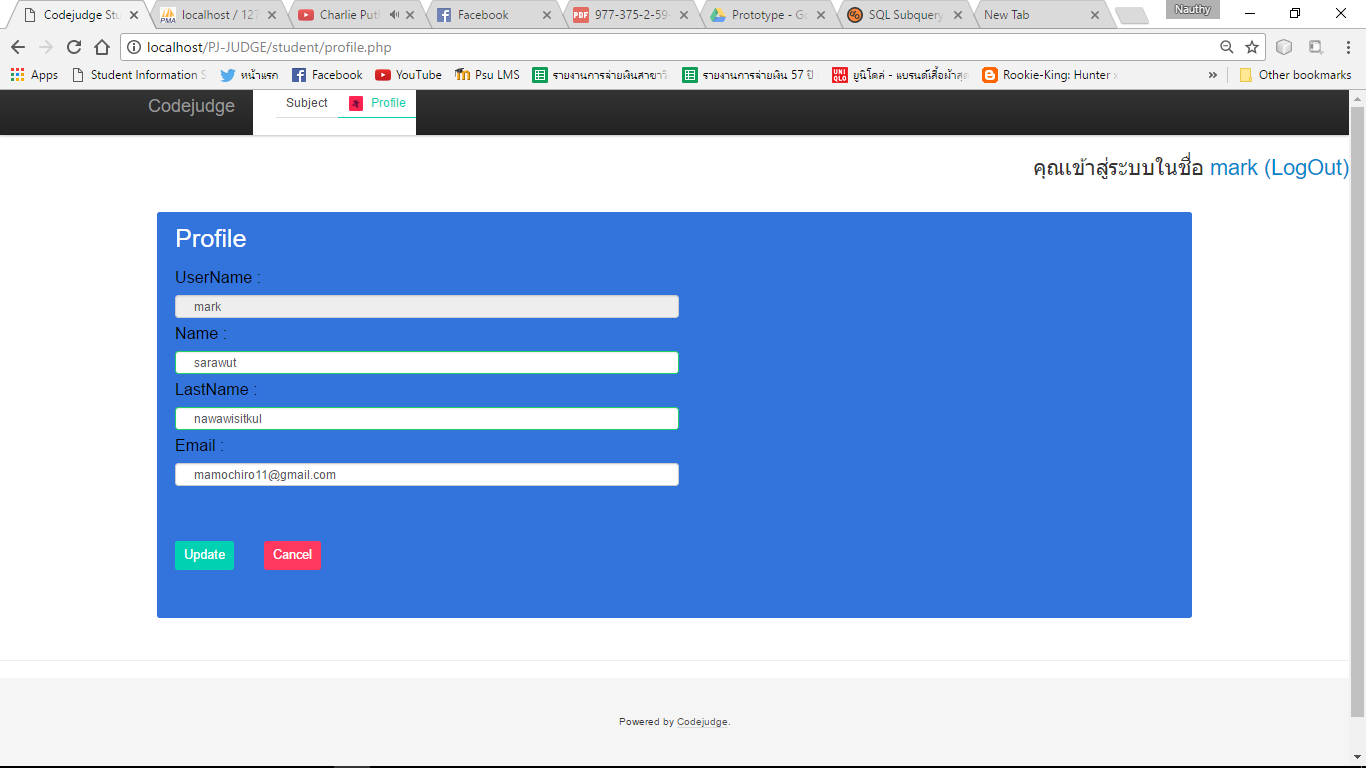 Nauthy
Codejudge Stu
localhost / 127
Charlie Puth
Facebook
977-375-2-59-
Prototype - Go
SQL Subquery
New Tab
localhost/PJ-JUDGE/student/profile.php
Apps
Student Information S
หน้าแรก
Facebook
YouTube
Psu LMS
รายงานการจ่ายเงินสาขาวิ
รายงานการจ่ายเงิน 57 ปี
ยูนิโคล่ - แบรนด์เสื้อผ้าสุด
Rookie-King: Hunter x
»
Other bookmarks
Codejudge
Subject
Profile
คุณเข้าสู่ระบบในชื่อ mark (LogOut)
Profile
UserName :
mark
Name :
sarawut
LastName :
nawawisitkul
Email :
mamochiro11@gmail.com
Update
Cancel
Powered by Codejudge.